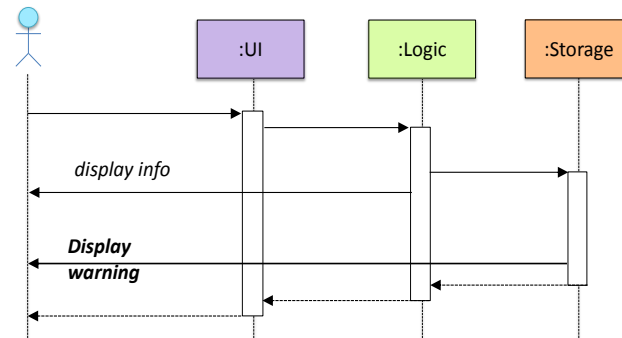 :UI
:Logic
:Storage
display info
Display
warning